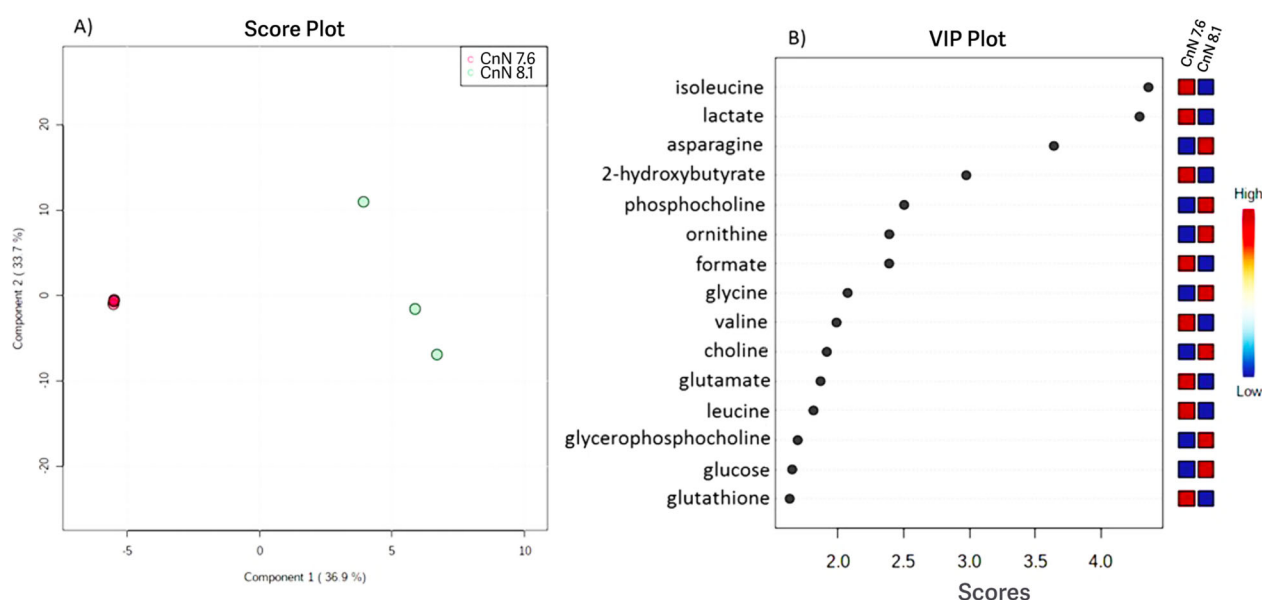 A)
Score Plot
c CnN 7.6
c CnN 8.1
Component 2 ( 33.7 %)
20
10
0
-10
-20
-5
0
5
10
Component 1 ( 36.9 %)
B)
VIP Plot
CnN 7.6
CnN 8.1
isoleucine
lactate
asparagine
2-hydroxybutyrate
phosphocholine
ornithine
formate
glycine
valine
choline
glutamate
leucine
glycerophosphocholine
glucose
glutathione
2.0
2.5
3.0
3.5
4.0
Scores
High
Low